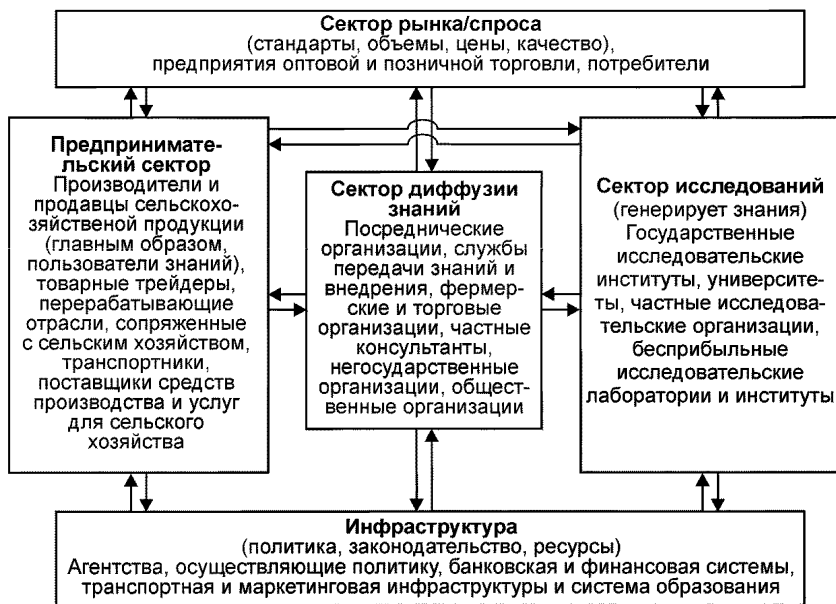 Сектор рынка/спроса
(стандарты, объемы, цены, качество),
предприятия оптовой и позничной торговли, потребители
Предпринимате-
льский сектор
Производители и
продавцы сельскохо-
зяйственой продукции
(главным образом,
пользователи знаний),
товарные трейдеры,
перерабатывающие
отрасли, сопряженные
с сельским хозяйством,
транспортники,
поставщики средств
производства и услуг
для сельского
хозяйства
Сектор диффузии
знаний
Посреднические
организации, службы
передачи знаний и
внедрения, фермер-
ские и торговые
организации, частные
консультанты,
негосударственные
организации, общест-
венные организации
Сектор исследований
(генерирует знания)
Государственные
исследовательские
институты, университе-
ты, частные исследова-
тельские организации,
бесприбыльные
исследовательские
лаборатории и институты
Инфраструктура
(политика, законодательство, ресурсы)
Агентства, осуществляющие политику, банковская и финансовая системы,
транспортная и маркетинговая инфраструктуры и система образования